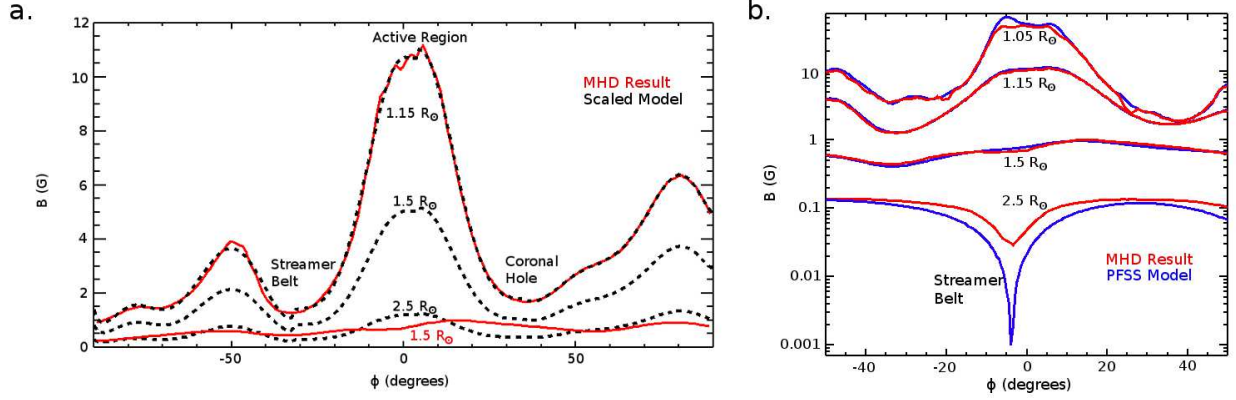 a.
12
10
8
6
4
2
0
B (G)
Active Region
MHD Result
Scaled Model
1.15 R⊙
1.5 R⊙
Streamer
Belt
Coronal
Hole
2.5 R⊙
1.5 R⊙
-50
0
50
ϕ (degrees)
b.
10
1
0.1
0.01
0.001
B (G)
1.05 R⊙
1.15 R⊙
1.5 R⊙
2.5 R⊙
MHD Result
PFSS Model
Streamer
Belt
-40
-20
0
20
40
ϕ (degrees)